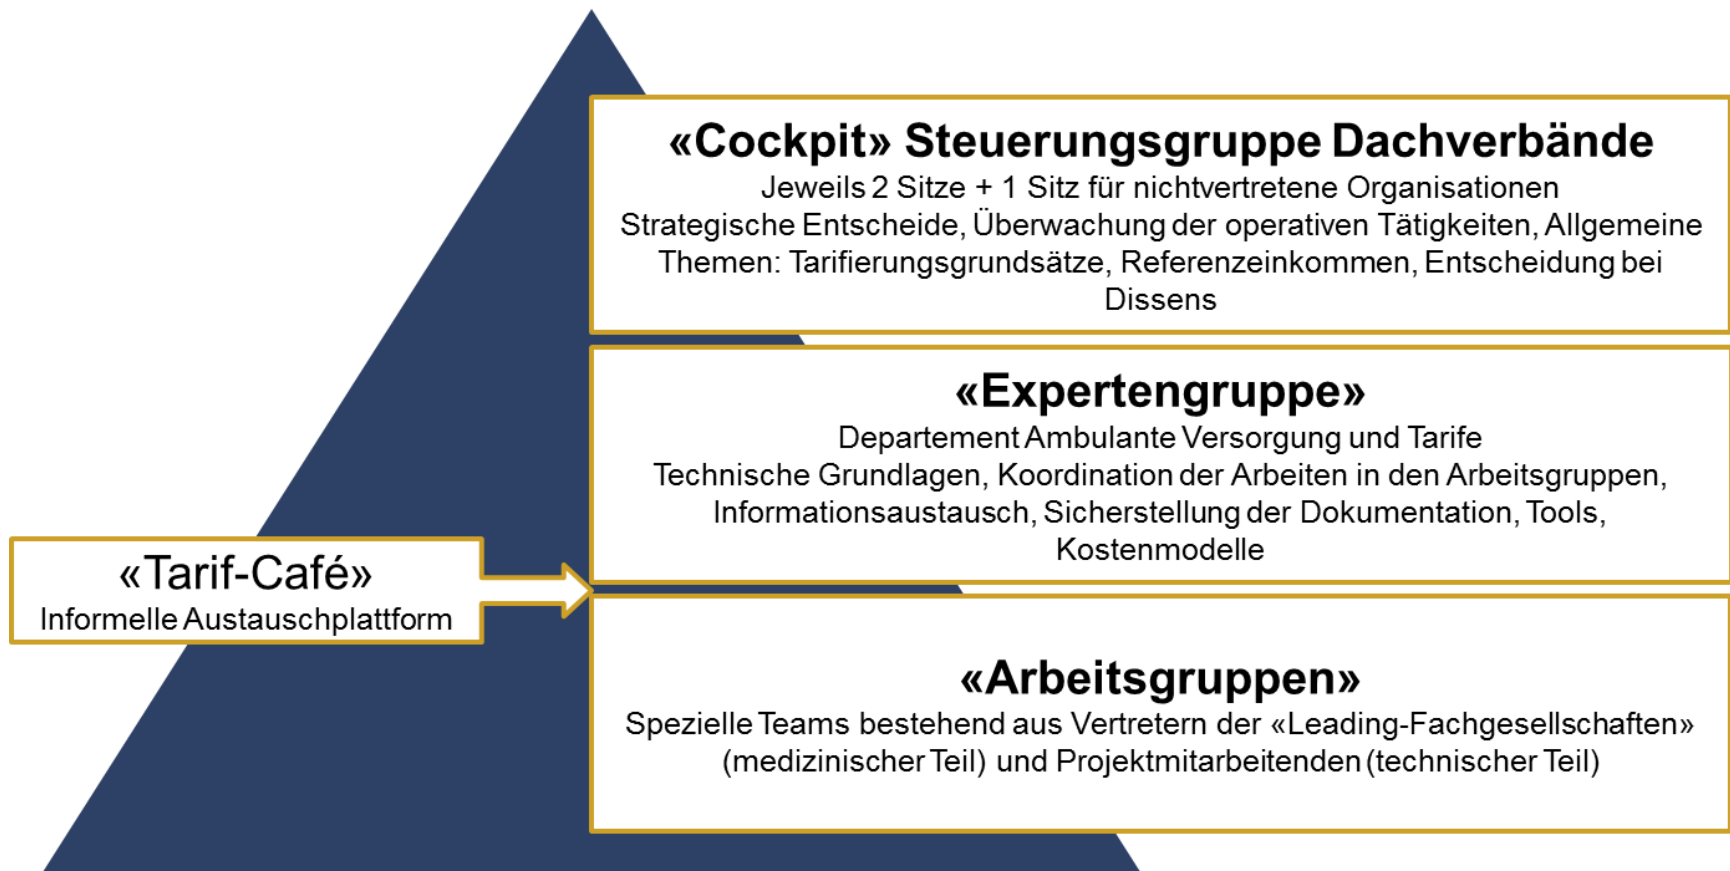 «Cockpit» Steuerungsgruppe Dachverbände
Jeweils 2 Sitze + 1 Sitz für nichtvertretene Organisationen
Strategische Entscheide, Überwachung der operativen Tätigkeiten, Allgemeine
Themen: Tarifierungsgrundsätze, Referenzeinkommen, Entscheidung bei
Dissens
«Expertengruppe»
Departement Ambulante Versorgung und Tarife
Technische Grundlagen, Koordination der Arbeiten in den Arbeitsgruppen,
Informationsaustausch, Sicherstellung der Dokumentation, Tools,
Kostenmodelle
«Tarif-Café»
Informelle Austauschplattform
«Arbeitsgruppen»
Spezielle Teams bestehend aus Vertretern der «Leading-Fachgesellschaften»
(medizinischer Teil) und Projektmitarbeitenden (technischer Teil)